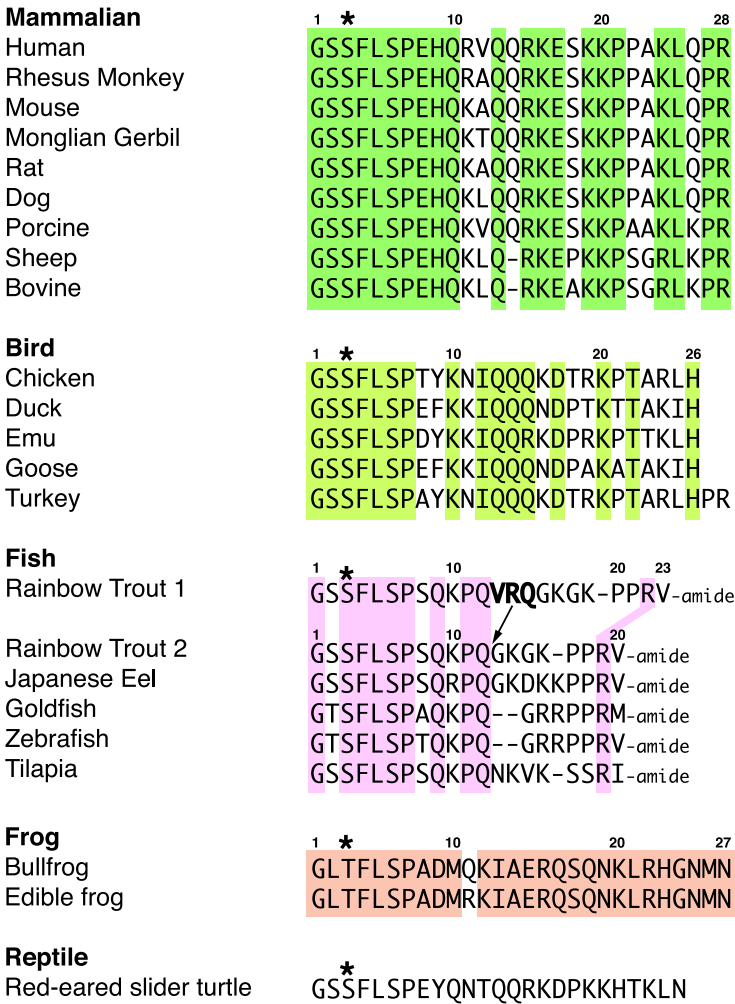 Mammalian 1 * 10 20 28
Human GSSFLSPEHQRVQQRKESKKPPAKLQPR
Rhesus Monkey GSSFLSPEHQRAQQRKESKKPPAKLQPR
Mouse GSSFLSPEHQKAQQRKESKKPPAKLQPR
Monglian Gerbil GSSFLSPEHQKTQQRKESKKPPAKLQPR
Rat GSSFLSPEHQKAQQRKESKKPPAKLQPR
Dog GSSFLSPEHQKLQQRKESKKPPAKLQPR
Porcine GSSFLSPEHQKVQQRKESKKPAAKLKPR
Sheep GSSFLSPEHQKLQ-RKEPKKPSGRLKPR
Bovine GSSFLSPEHQKLQ-RKEAKKPSGRLKPR
Bird 1 * 10 20 26
Chicken GSSFLSPTYKNIQQQKDTRKPTARLH
Duck GSSFLSPEFKKIQQQNDPTKTTAKIH
Emu GSSFLSPDYKKIQQRKDPRKPTTKLH
Goose GSSFLSPEFKKIQQQNDPAKATAKIH
Turkey GSSFLSPAYKNIQQQKDTRKPTARLHPR
Fish 1 * 10 20 23
Rainbow Trout 1 GSSFLSPSQKPQVRQGKGK-PPRV-amide
1 10 20
Rainbow Trout 2 GSSFLSPSQKPQGKGK-PPRV-amide
Japanese Eel GSSFLSPSQRPQGKDKKPPRV-amide
Goldfish GTSFLSPAQKPQ--GRRPPRM-amide
Zebrafish GTSFLSPTQKPQ--GRRPPRV-amide
Tilapia GSSFLSPSQKPQNKVK-SSRI-amide
Frog 1 * 10 20 27
Bullfrog GLTFLSPADMQKIAERQSQNKLRHGNMN
Edible frog GLTFLSPADMRKIAERQSQNKLRHGNMN
Reptile *
Red-eared slider turtle GSSFLSPEYQNTQQRKDPKKHTKLN